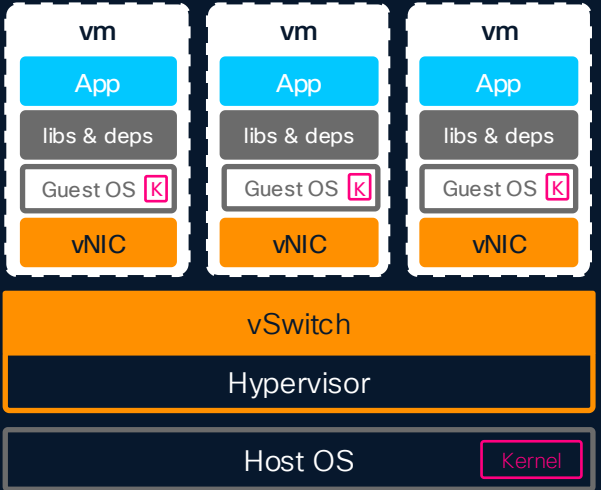 vm
App
libs & deps
Guest OS K
vNIC
vm
App
libs & deps
Guest OS K
vNIC
vm
App
libs & deps
Guest OS K
vNIC
vSwitch
Hypervisor
Host OS
Kernel